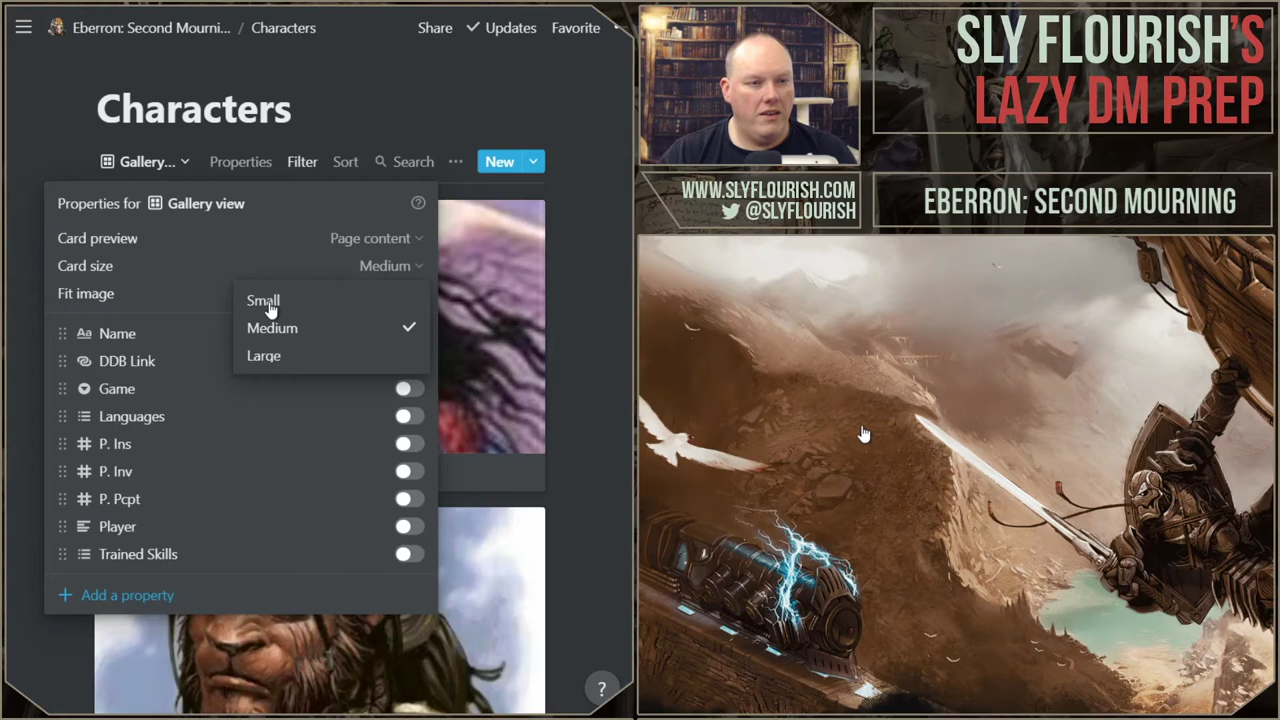 Eberron: Second Mourni... / Characters Share Updates Favorite
Characters
Gallery... Properties Filter Sort Search ... New
Properties for Gallery view
Card preview Page content
Card size Medium
Fit image
Small
Medium
Large
Name
DDB Link
Game
Languages
P. Ins
P. Inv
P. Pcpt
Player
Trained Skills
Add a property
?
SLY FLOURISH'S
LAZY DM PREP
WWW.SLYFLOURISH.COM
@SLYFLOURISH
EBERRON: SECOND MOURNING